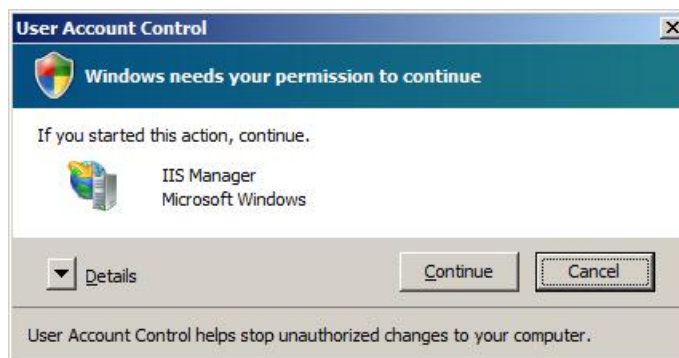 User Account Control
Windows needs your permission to continue
If you started this action, continue.
IIS Manager
Microsoft Windows
Details
Continue
Cancel
User Account Control helps stop unauthorized changes to your computer.